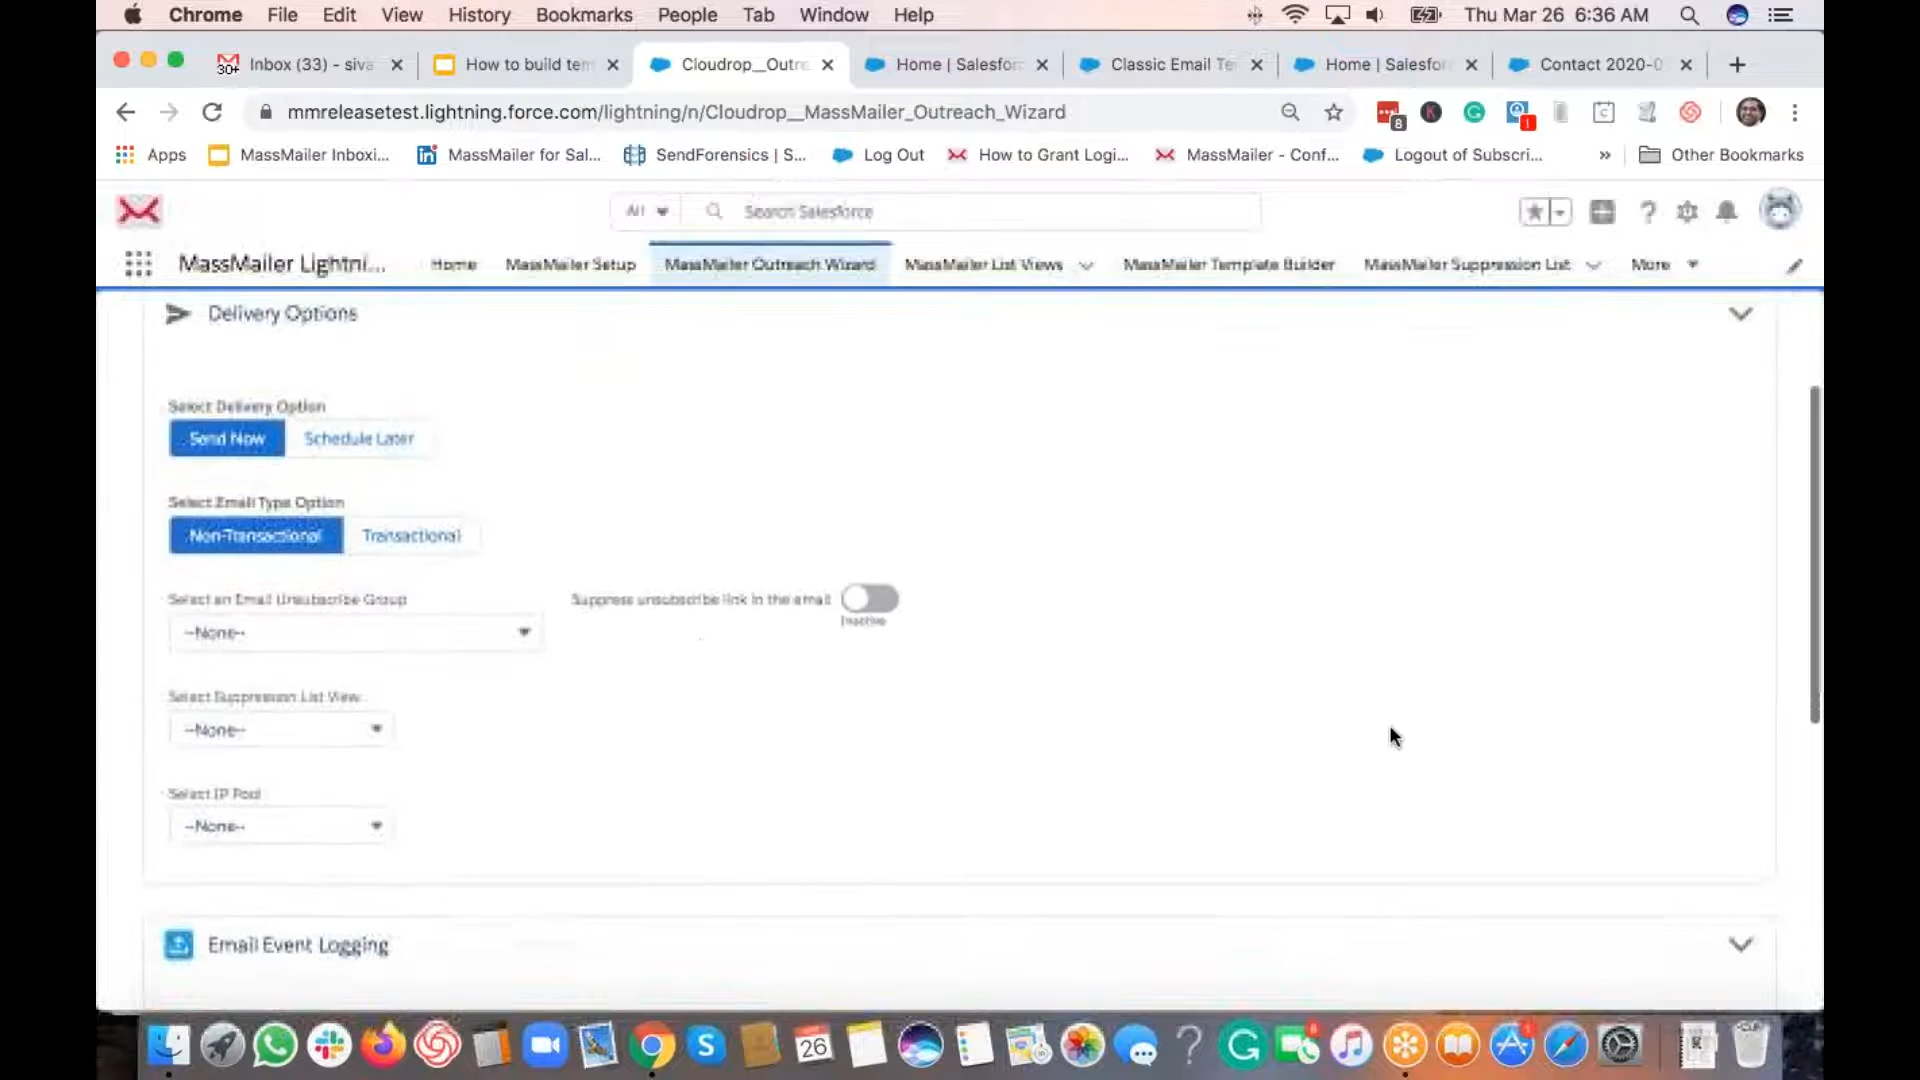 Chrome File Edit View History Bookmarks People Tab Window Help Thu Mar 26 6:36 AM
30+ Inbox (33) - siva How to build tem Cloudrop__Outre Home | Salesforc Classic Email Te Home | Salesfor Contact 2020-0
mmreleasetest.lightning.force.com/lightning/n/Cloudrop__MassMailer_Outreach_Wizard 8 1
Apps MassMailer Inboxi... MassMailer for Sal... SendForensics | S... Log Out How to Grant Logi... MassMailer - Conf... Logout of Subscri... » Other Bookmarks
All Search Salesforce
MassMailer Lightni... Home MassMailer Setup MassMailer Outreach Wizard MassMailer List Views MassMailer Template Builder MassMailer Suppression List More
Delivery Options
Select Delivery Option
Send Now Schedule Later
Select Email Type Option
Non-Transactional Transactional
Select an Email Unsubscribe Group Suppress unsubscribe link in the email
Inactive
--None--
Select Suppression List View
--None--
Select IP Pool
--None--
Email Event Logging
26